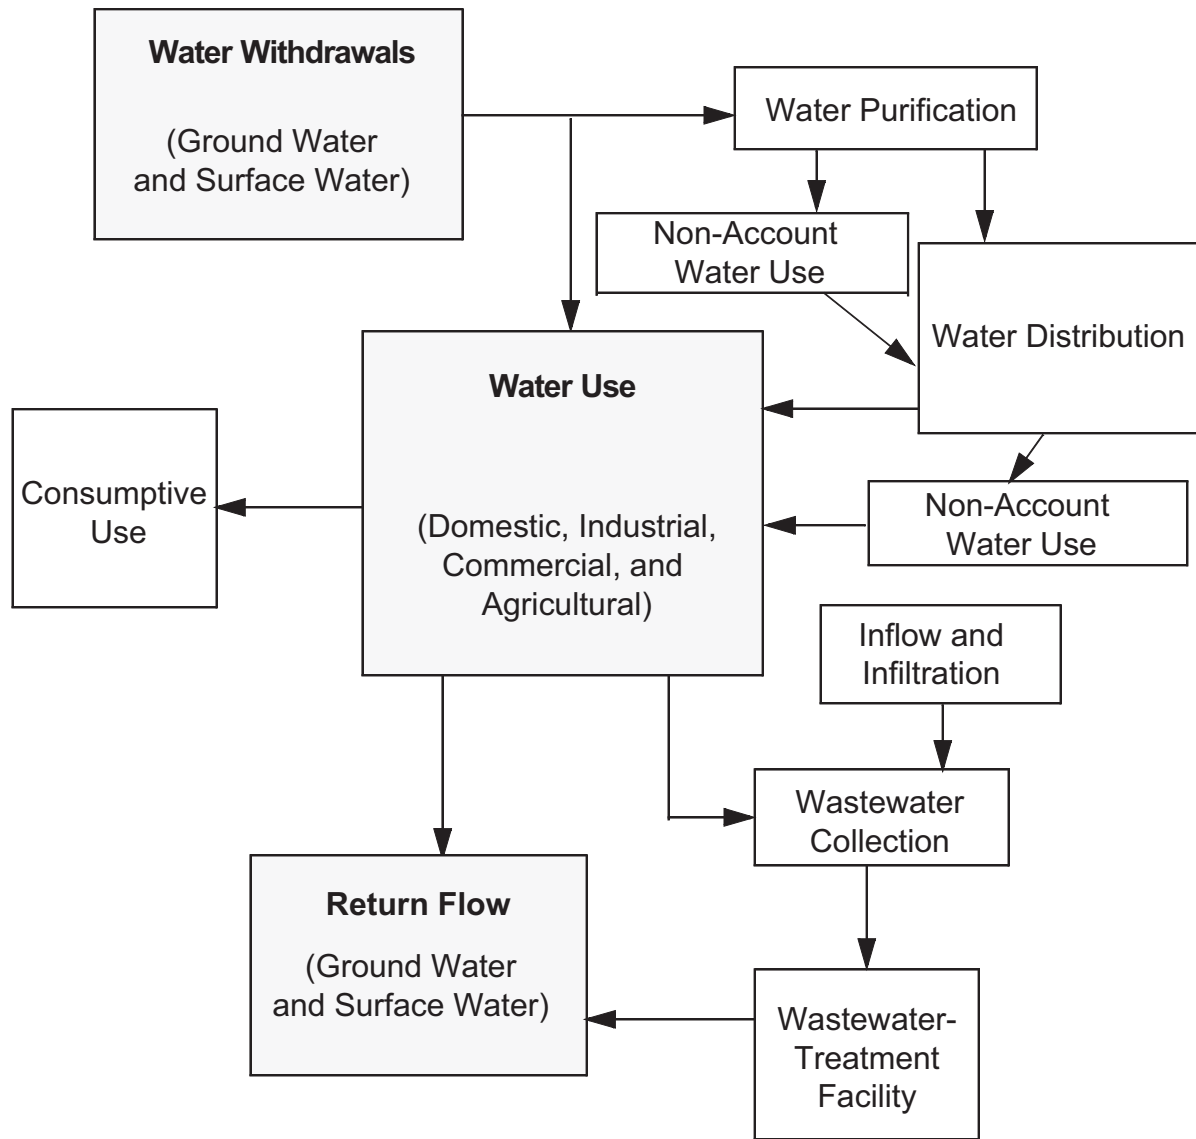 Water Withdrawals
(Ground Water
and Surface Water)
Water Purification
Non-Account
Water Use
Water Distribution
Water Use
(Domestic, Industrial,
Commercial, and
Agricultural)
Consumptive
Use
Non-Account
Water Use
Inflow and
Infiltration
Wastewater
Collection
Return Flow
(Ground Water
and Surface Water)
Wastewater-
Treatment
Facility